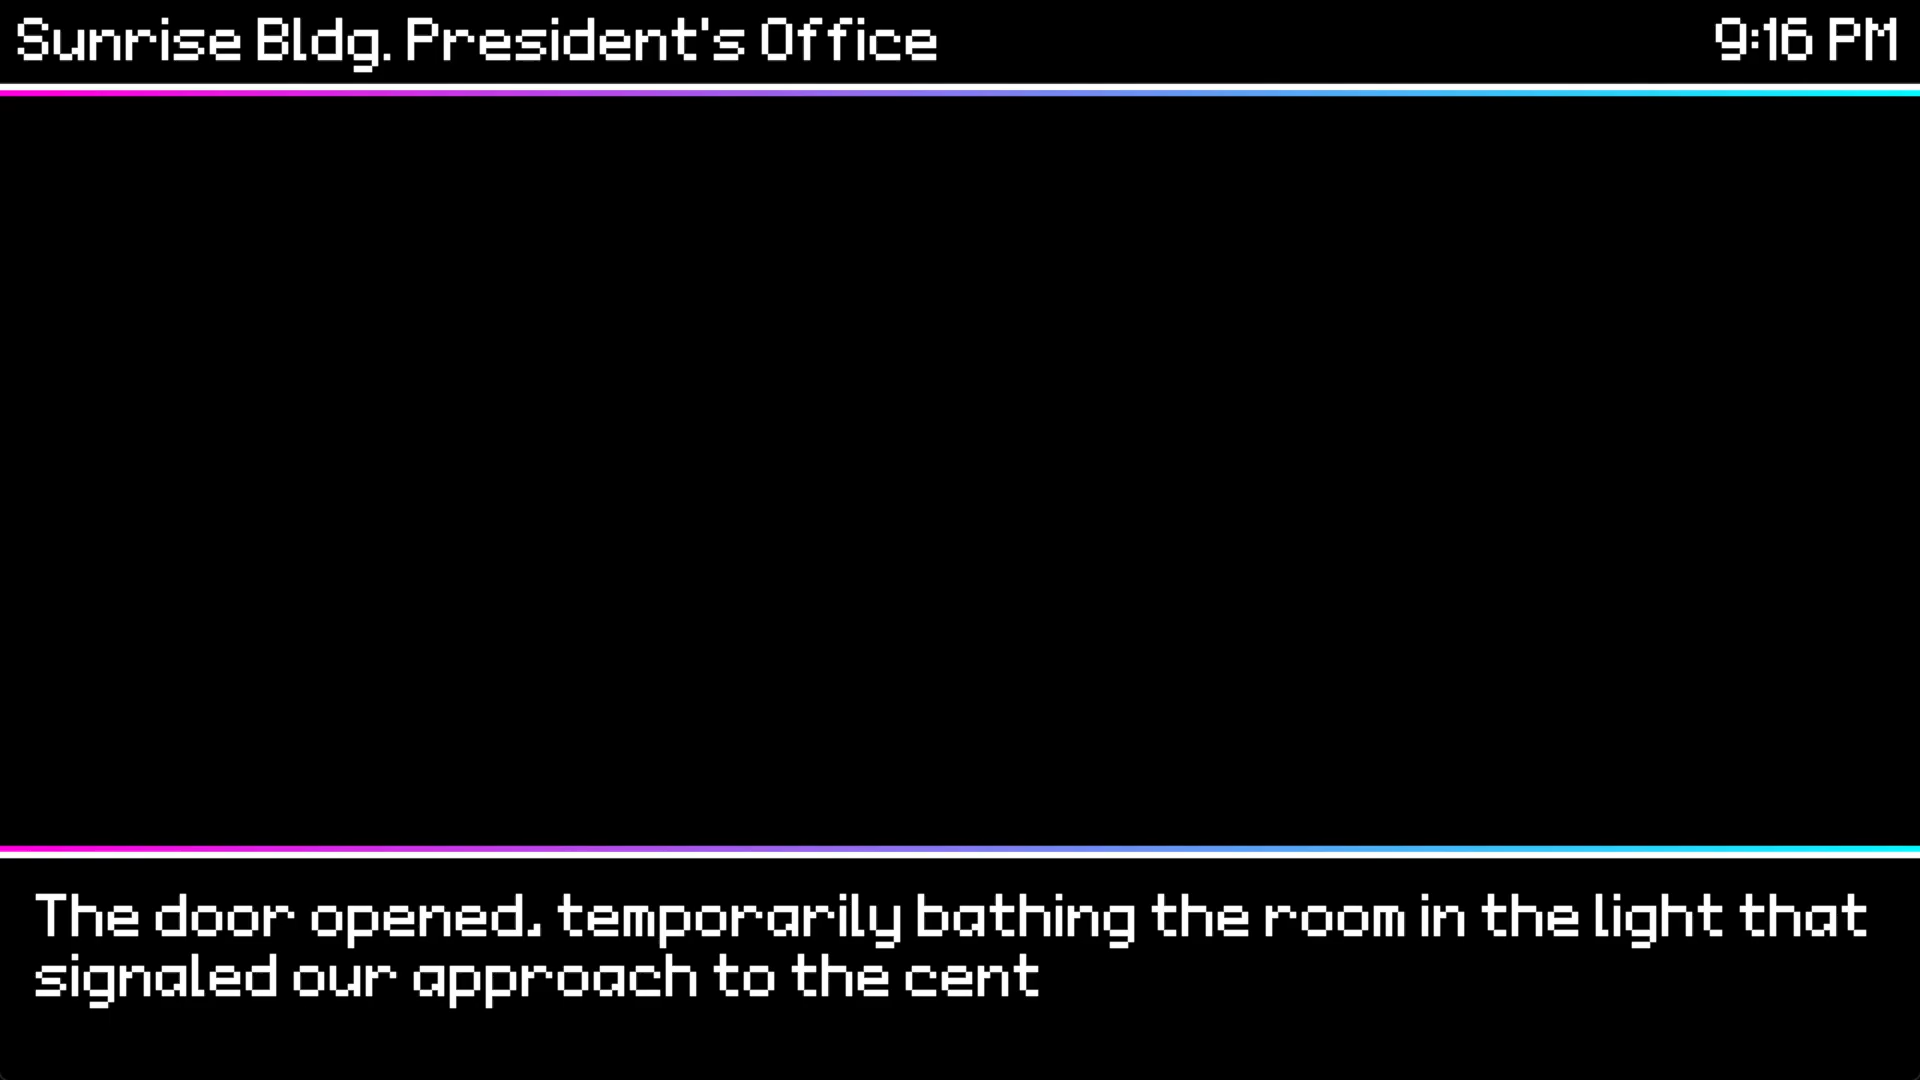 Sunrise Bldg. President's Office
9:16 PM
The door opened, temporarily bathing the room in the light that
signaled our approach to the cent